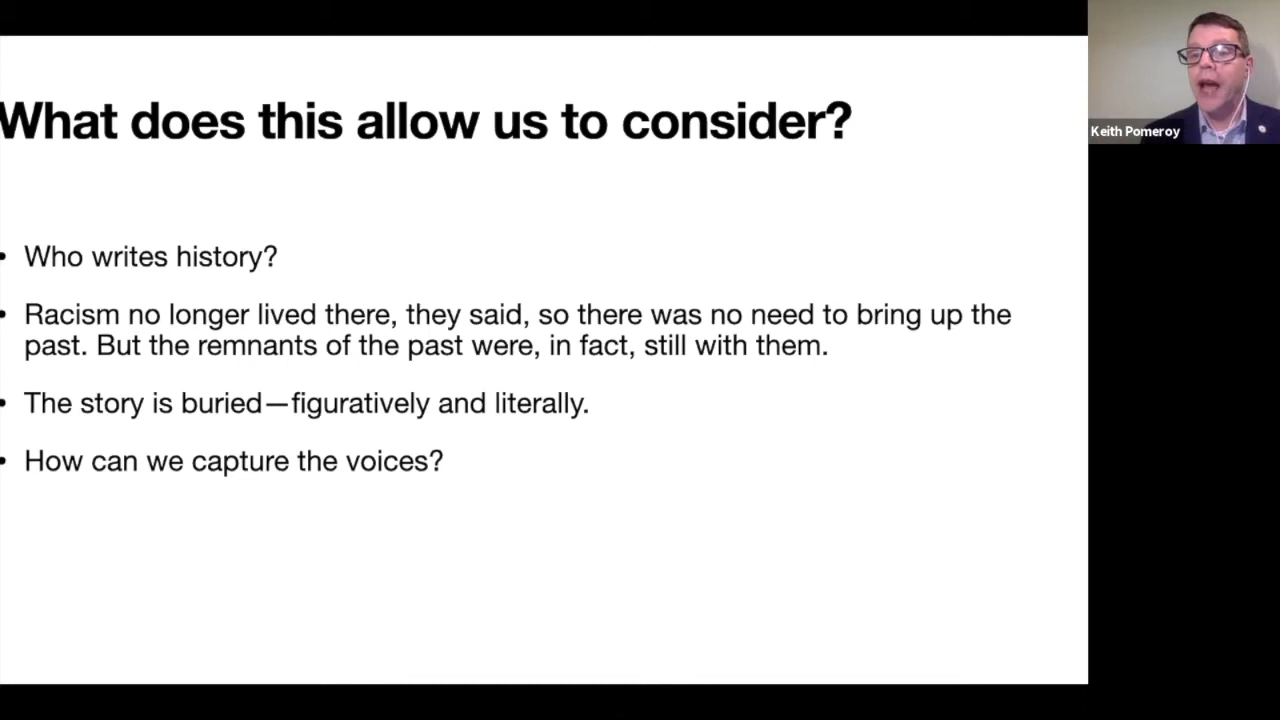 What does this allow us to consider?
• Who writes history?
• Racism no longer lived there, they said, so there was no need to bring up the
past. But the remnants of the past were, in fact, still with them.
• The story is buried—figuratively and literally.
• How can we capture the voices?
Keith Pomeroy